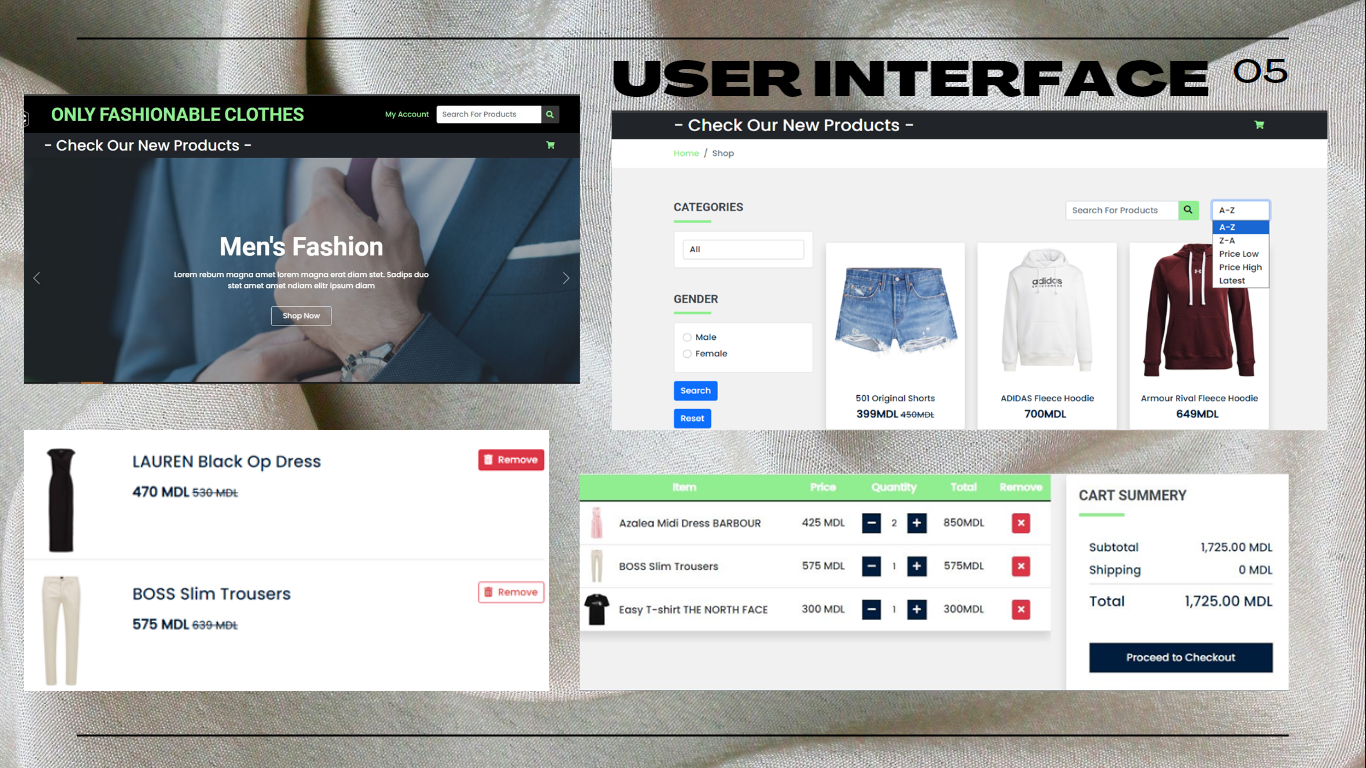 USER INTERFACE 05
ONLY FASHIONABLE CLOTHES
My Account
Search For Products
- Check Our New Products -
Men's Fashion
Lorem rebum magna amet lorem magna erat diam stet. Sadips duo
stet amet amet ndiam elitr ipsum diam
Shop Now
- Check Our New Products -
Home / Shop
CATEGORIES
All
GENDER
Male
Female
Search
Reset
Search For Products
A-Z
A-Z
Z-A
Price Low
Price High
Latest
adidas
501 Original Shorts
399MDL 450MDL
ADIDAS Fleece Hoodie
700MDL
Armour Rival Fleece Hoodie
649MDL
LAUREN Black Op Dress
Remove
470 MDL 530 MDL
BOSS Slim Trousers
Remove
575 MDL 639 MDL
Item Price Quantity Total Remove
Azalea Midi Dress BARBOUR 425 MDL 2 850MDL
BOSS Slim Trousers 575 MDL 1 575MDL
Easy T-shirt THE NORTH FACE 300 MDL 1 300MDL
CART SUMMERY
Subtotal 1,725.00 MDL
Shipping 0 MDL
Total 1,725.00 MDL
Proceed to Checkout